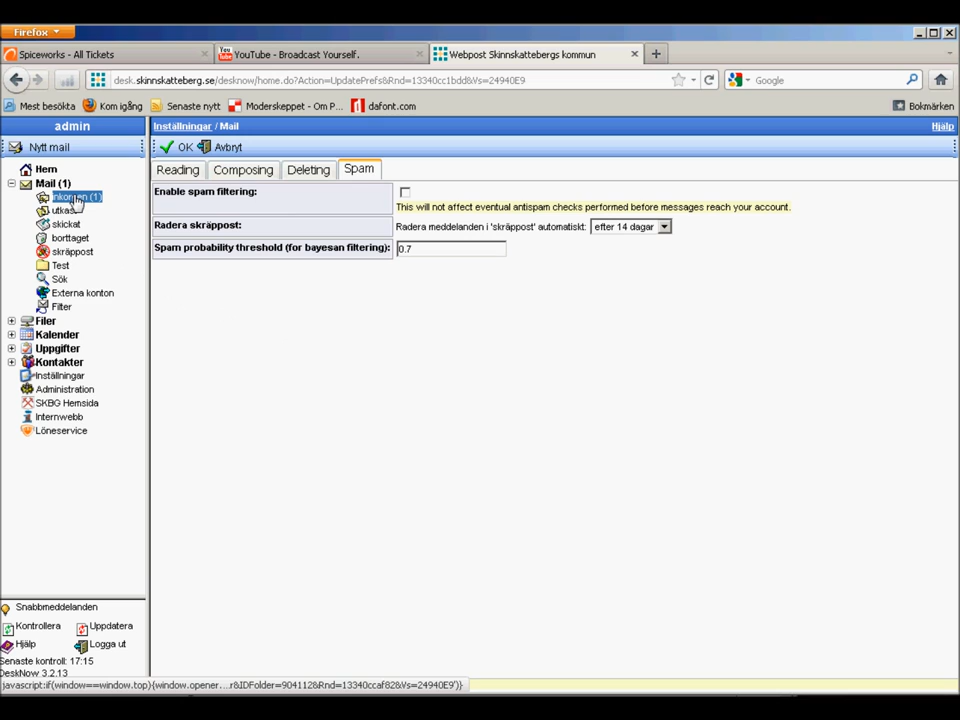 Firefox
Spiceworks - All Tickets
YouTube - Broadcast Yourself.
Webpost Skinnskattebergs kommun
desk.skinnskatteberg.se/desknow/home.do?Action=UpdatePrefs&Rnd=13340cc1bdd&Vs=24940E9
Google
Mest besökta
Kom igång
Senaste nytt
Moderskeppet - Om P...
dafont.com
Bokmärken
admin
Inställningar / Mail
Hjälp
Nytt mail
OK
Avbryt
Hem
Mail (1)
inkorgen (1)
utkast
skickat
borttaget
skräppost
Test
Sök
Externa konton
Filter
Filer
Kalender
Uppgifter
Kontakter
Inställningar
Administration
SKBG Hemsida
Internwebb
Löneservice
Reading
Composing
Deleting
Spam
Enable spam filtering:
This will not affect eventual antispam checks performed before messages reach your account.
Radera skräppost:
Radera meddelanden i 'skräppost' automatiskt:
efter 14 dagar
Spam probability threshold (for bayesan filtering):
0.7
Snabbmeddelanden
Kontrollera
Uppdatera
Hjälp
Logga ut
Senaste kontroll: 17:15
DeskNow 3.2.13
javascript:if(window==window.top){window.opener....r&IDFolder=904112&Rnd=13340ccaf82&Vs=24940E9')}